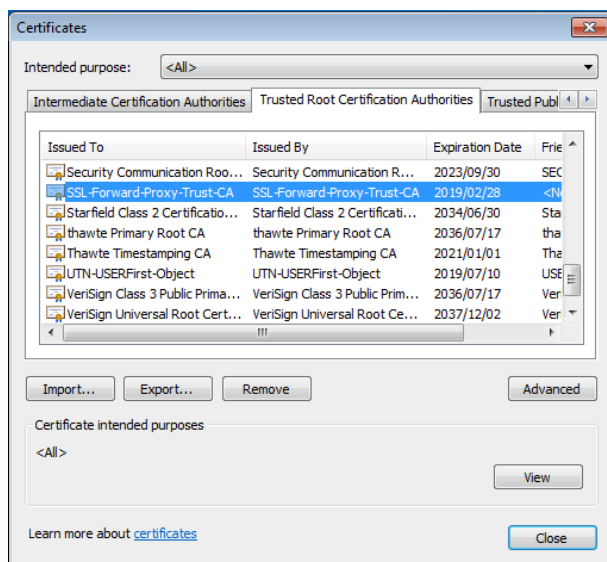 Certificates
Intended purpose: <All>
Intermediate Certification Authorities Trusted Root Certification Authorities Trusted Publ
Issued To Issued By Expiration Date Frie
Security Communication Roo... Security Communication R... 2023/09/30 SEC
SSL-Forward-Proxy-Trust-CA SSL-Forward-Proxy-Trust-CA 2019/02/28 <No
Starfield Class 2 Certificatio... Starfield Class 2 Certificati... 2034/06/30 Sta
thawte Primary Root CA thawte Primary Root CA 2036/07/17 tha
Thawte Timestamping CA Thawte Timestamping CA 2021/01/01 Tha
UTN-USERFirst-Object UTN-USERFirst-Object 2019/07/10 USE
VeriSign Class 3 Public Prima... VeriSign Class 3 Public Prim... 2036/07/17 Ver
VeriSign Universal Root Cert... VeriSign Universal Root Ce... 2037/12/02 Ver
Import... Export... Remove Advanced
Certificate intended purposes
<All>
View
Learn more about certificates
Close